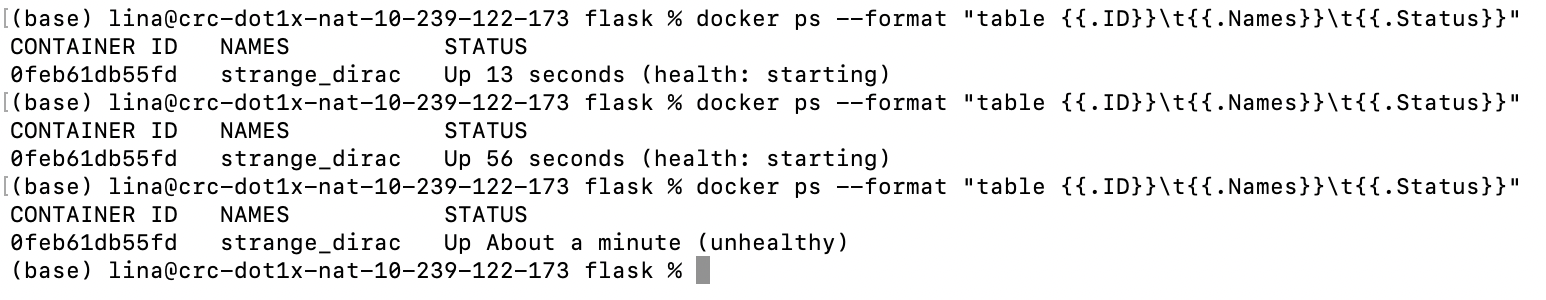 [(base) lina@crc-dot1x-nat-10-239-122-173 flask % docker ps --format "table {{.ID}}\t{{.Names}}\t{{.Status}}"
CONTAINER ID   NAMES           STATUS
0feb61db55fd   strange_dirac   Up 13 seconds (health: starting)
[(base) lina@crc-dot1x-nat-10-239-122-173 flask % docker ps --format "table {{.ID}}\t{{.Names}}\t{{.Status}}"
CONTAINER ID   NAMES           STATUS
0feb61db55fd   strange_dirac   Up 56 seconds (health: starting)
[(base) lina@crc-dot1x-nat-10-239-122-173 flask % docker ps --format "table {{.ID}}\t{{.Names}}\t{{.Status}}"
CONTAINER ID   NAMES           STATUS
0feb61db55fd   strange_dirac   Up About a minute (unhealthy)
(base) lina@crc-dot1x-nat-10-239-122-173 flask %